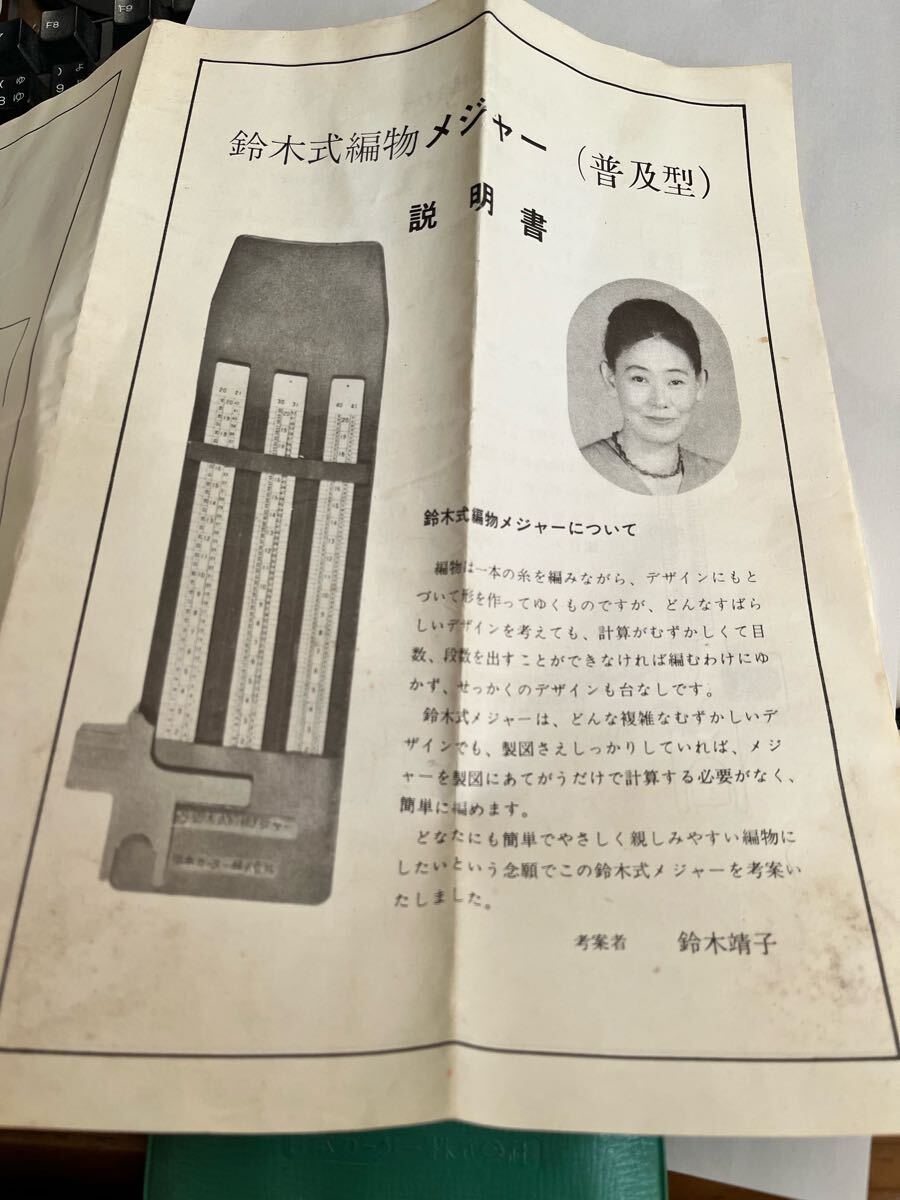 鈴木式編物メジャー(普及型)
説明書
20 21
30 31
40 41
鈴木式編物メジャーについて
編物は一本の糸を編みながら、デザインにもと
づいて形を作ってゆくものですが、どんなすばら
しいデザインを考えても、計算がむずかしくて目
数、段数を出すことができなければ編むわけにゆ
かず、せっかくのデザインも台なしです。
鈴木式メジャーは、どんな複雑なむずかしいデ
ザインでも、製図さえしっかりしていれば、メジ
ャーを製図にあてがうだけで計算する必要がなく、
簡単に編めます。
どなたにも簡単でやさしく親しみやすい編物に
したいという念願でこの鈴木式メジャーを考案い
たしました。
考案者 鈴木靖子
F8
F9